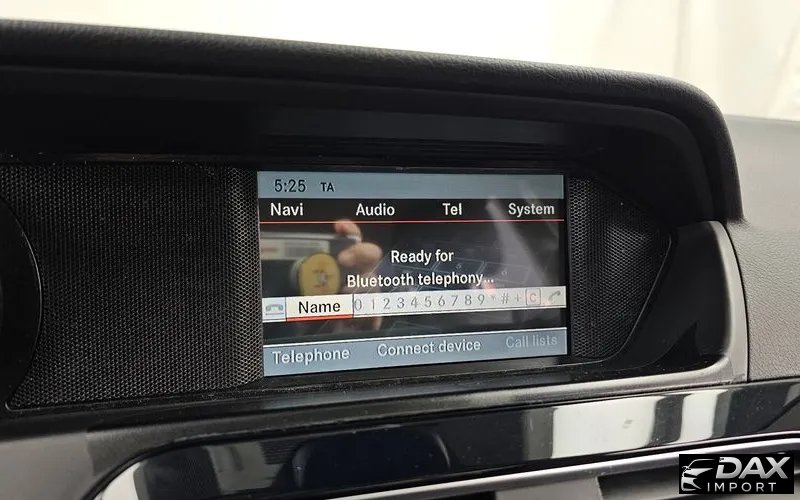 5:25 TA
Navi Audio Tel System
Ready for
Bluetooth telephony...
Name 0 1 2 3 4 5 6 7 8 9 * # + C
Telephone Connect device Call lists
DAX
IMPORT